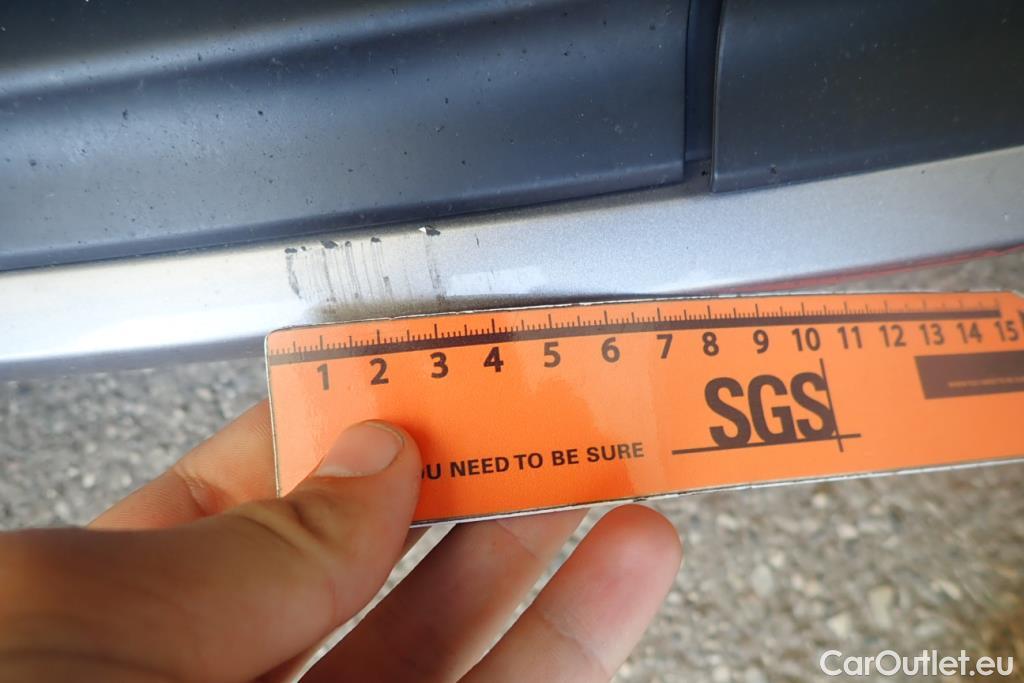 1 2 3 4 5 6 7 8 9 10 11 12 13 14 15
SGS
OU NEED TO BE SURE
CarOutlet.eu